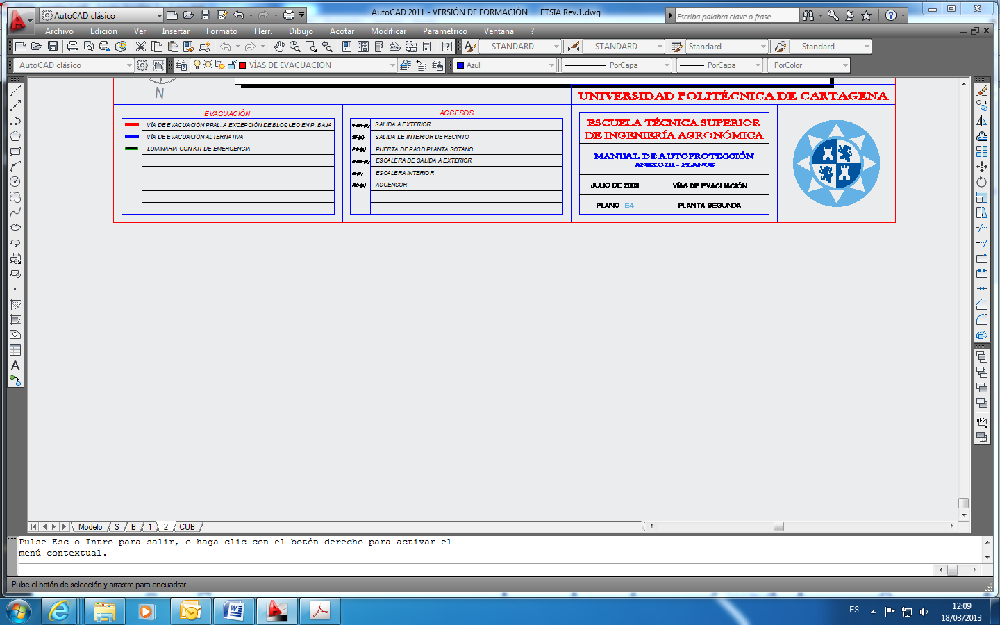 AutoCAD clásico
AutoCAD 2011 - VERSIÓN DE FORMACIÓN ETSIA Rev.1.dwg
Escriba palabra clave o frase
Archivo Edición Ver Insertar Formato Herr. Dibujo Acotar Modificar Paramétrico Ventana ?
STANDARD STANDARD Standard Standard
AutoCAD clásico VÍAS DE EVACUACIÓN Azul PorCapa PorCapa PorColor
N
UNIVERSIDAD POLITÉCNICA DE CARTAGENA
EVACUACIÓN
VÍA DE EVACUACIÓN PPAL. A EXCEPCIÓN DE BLOQUEO EN P. BAJA
VÍA DE EVACUACIÓN ALTERNATIVA
LUMINARIA CON KIT DE EMERGENCIA
ACCESOS
SALIDA A EXTERIOR
SALIDA DE INTERIOR DE RECINTO
PUERTA DE PASO PLANTA SÓTANO
ESCALERA DE SALIDA A EXTERIOR
ESCALERA INTERIOR
ASCENSOR
ESCUELA TÉCNICA SUPERIOR
DE INGENIERÍA AGRONÓMICA
MANUAL DE AUTOPROTECCIÓN
ANEXO III - PLANOS
JULIO DE 2008 VÍAS DE EVACUACIÓN
PLANO E4 PLANTA SEGUNDA
Modelo S B 1 2 CUB
Pulse Esc o Intro para salir, o haga clic con el botón derecho para activar el
menú contextual.
Pulse el botón de selección y arrastre para encuadrar.
ES
12:09
18/03/2013